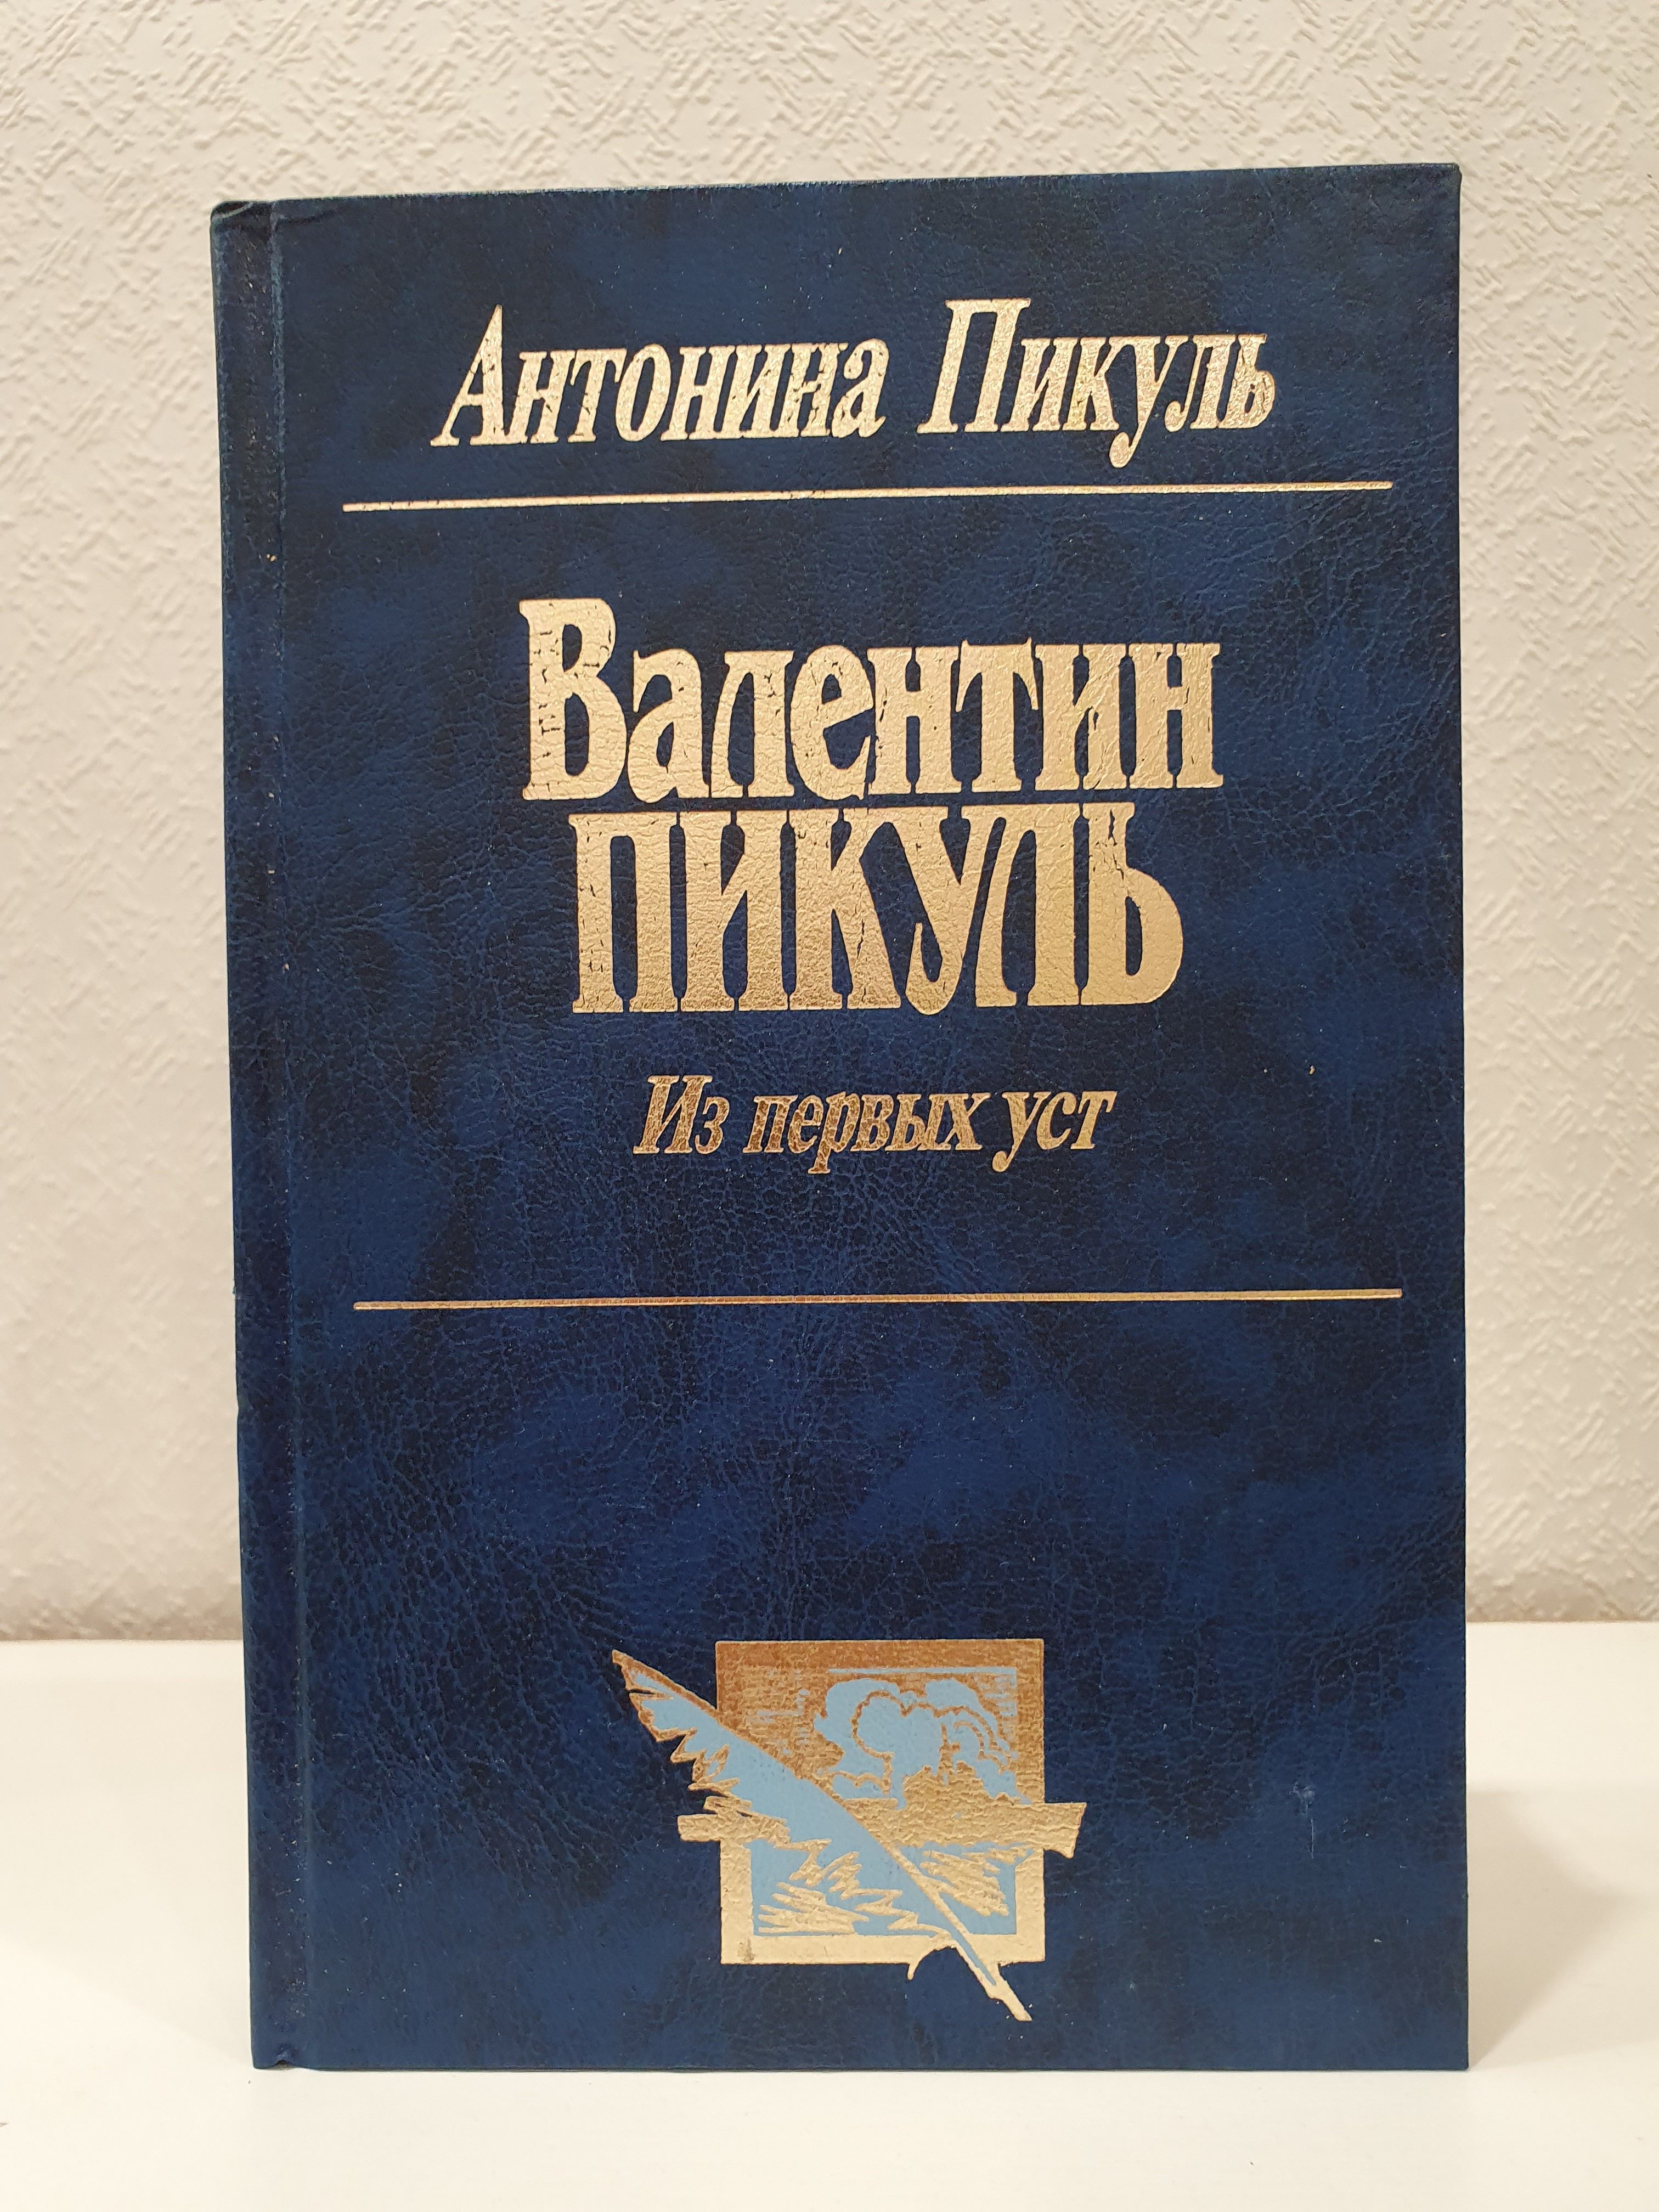 Антонина Пикуль
Валентин
ПИКУЛЬ
Из первых уст